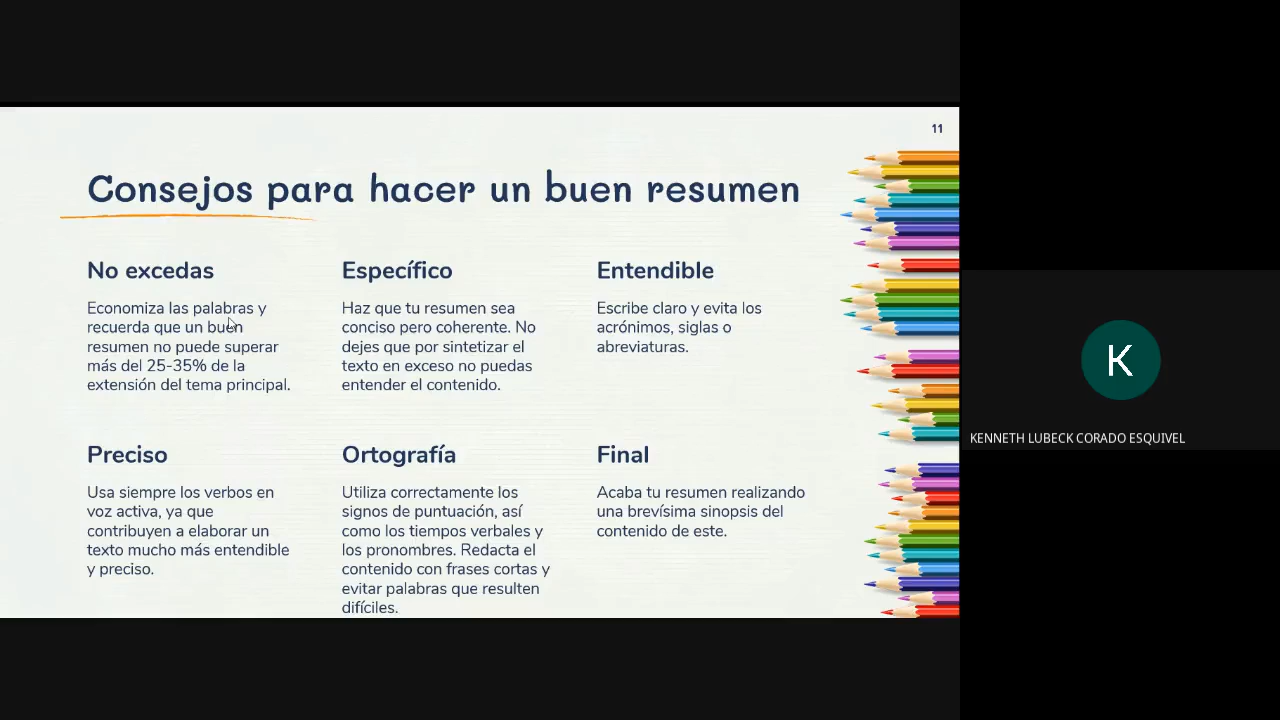 11
Consejos para hacer un buen resumen
No excedas
Economiza las palabras y
recuerda que un buen
resumen no puede superar
más del 25-35% de la
extensión del tema principal.
Específico
Haz que tu resumen sea
conciso pero coherente. No
dejes que por sintetizar el
texto en exceso no puedas
entender el contenido.
Entendible
Escribe claro y evita los
acrónimos, siglas o
abreviaturas.
Preciso
Usa siempre los verbos en
voz activa, ya que
contribuyen a elaborar un
texto mucho más entendible
y preciso.
Ortografía
Utiliza correctamente los
signos de puntuación, así
como los tiempos verbales y
los pronombres. Redacta el
contenido con frases cortas y
evitar palabras que resulten
difíciles.
Final
Acaba tu resumen realizando
una brevísima sinopsis del
contenido de este.
K
KENNETH LUBECK CORADO ESQUIVEL